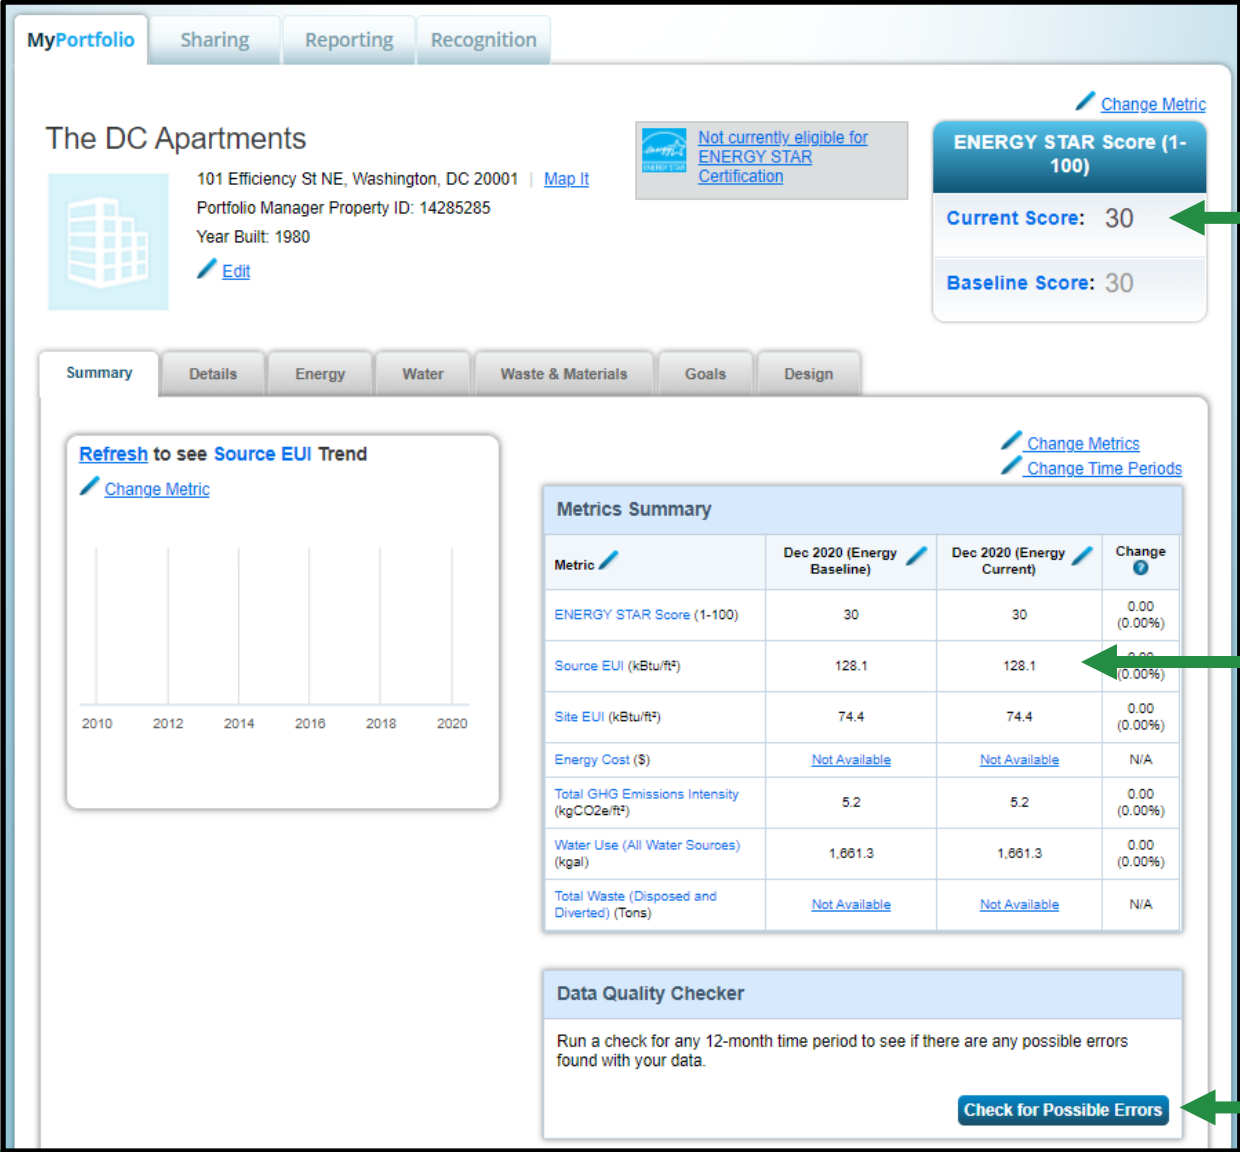 MyPortfolio
Sharing
Reporting
Recognition
Change Metric
The DC Apartments
Not currently eligible for
ENERGY STAR
Certification
ENERGY STAR
ENERGY STAR Score (1-
100)
101 Efficiency St NE, Washington, DC 20001 | Map It
Portfolio Manager Property ID: 14285285
Year Built: 1980
Edit
Current Score: 30
Baseline Score: 30
Summary
Details
Energy
Water
Waste & Materials
Goals
Design
Refresh to see Source EUI Trend
Change Metric
2010 2012 2014 2016 2018 2020
Change Metrics
Change Time Periods
Metrics Summary
Metric
Dec 2020 (Energy
Baseline)
Dec 2020 (Energy
Current)
Change
?
ENERGY STAR Score (1-100)
30
30
0.00
(0.00%)
Source EUI (kBtu/ft²)
128.1
128.1
0.00
(0.00%)
Site EUI (kBtu/ft²)
74.4
74.4
0.00
(0.00%)
Energy Cost ($)
Not Available
Not Available
N/A
Total GHG Emissions Intensity
(kgCO2e/ft²)
5.2
5.2
0.00
(0.00%)
Water Use (All Water Sources)
(kgal)
1,661.3
1,661.3
0.00
(0.00%)
Total Waste (Disposed and
Diverted) (Tons)
Not Available
Not Available
N/A
Data Quality Checker
Run a check for any 12-month time period to see if there are any possible errors
found with your data.
Check for Possible Errors